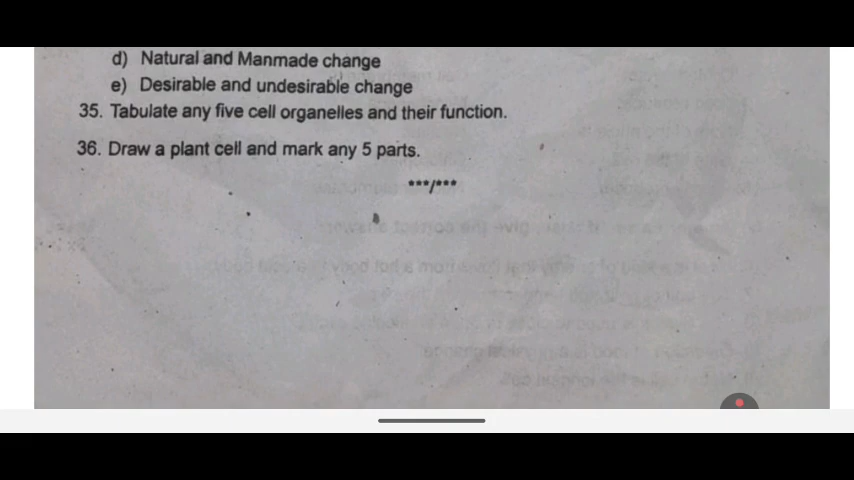 d) Natural and Manmade change
e) Desirable and undesirable change
35. Tabulate any five cell organelles and their function.
36. Draw a plant cell and mark any 5 parts.
***/***